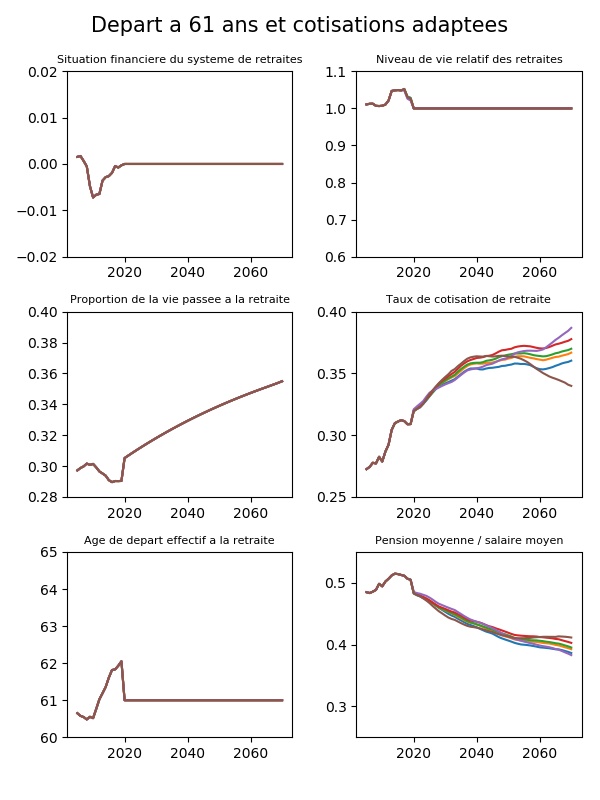 Depart a 61 ans et cotisations adaptees
Situation financiere du systeme de retraites
0.02
0.01
0.00
−0.01
−0.02
2020 2040 2060
Niveau de vie relatif des retraites
1.1
1.0
0.9
0.8
0.7
0.6
2020 2040 2060
Proportion de la vie passee a la retraite
0.40
0.38
0.36
0.34
0.32
0.30
0.28
2020 2040 2060
Taux de cotisation de retraite
0.40
0.35
0.30
0.25
2020 2040 2060
Age de depart effectif a la retraite
65
64
63
62
61
60
2020 2040 2060
Pension moyenne / salaire moyen
0.5
0.4
0.3
2020 2040 2060